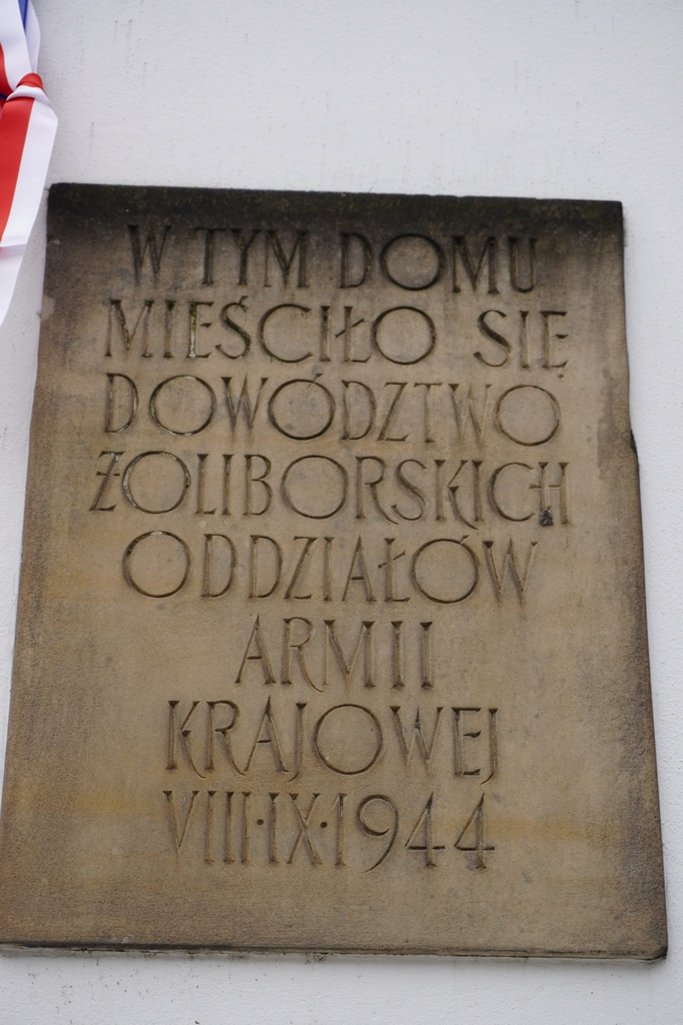 W TYM DOMU
MIEŚCIŁO SIĘ
DOWÓDZTWO
ŻOLIBORSKICH
ODDZIAŁÓW
ARMII
KRAJOWEJ
VIII·IX·1944